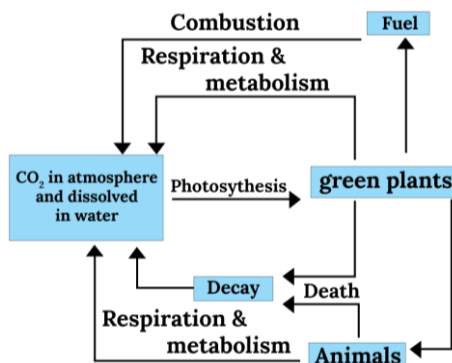 Combustion
Fuel
Respiration &
metabolism
CO₂ in atmosphere
and dissolved
in water
Photosythesis
green plants
Decay
Death
Respiration &
metabolism
Animals